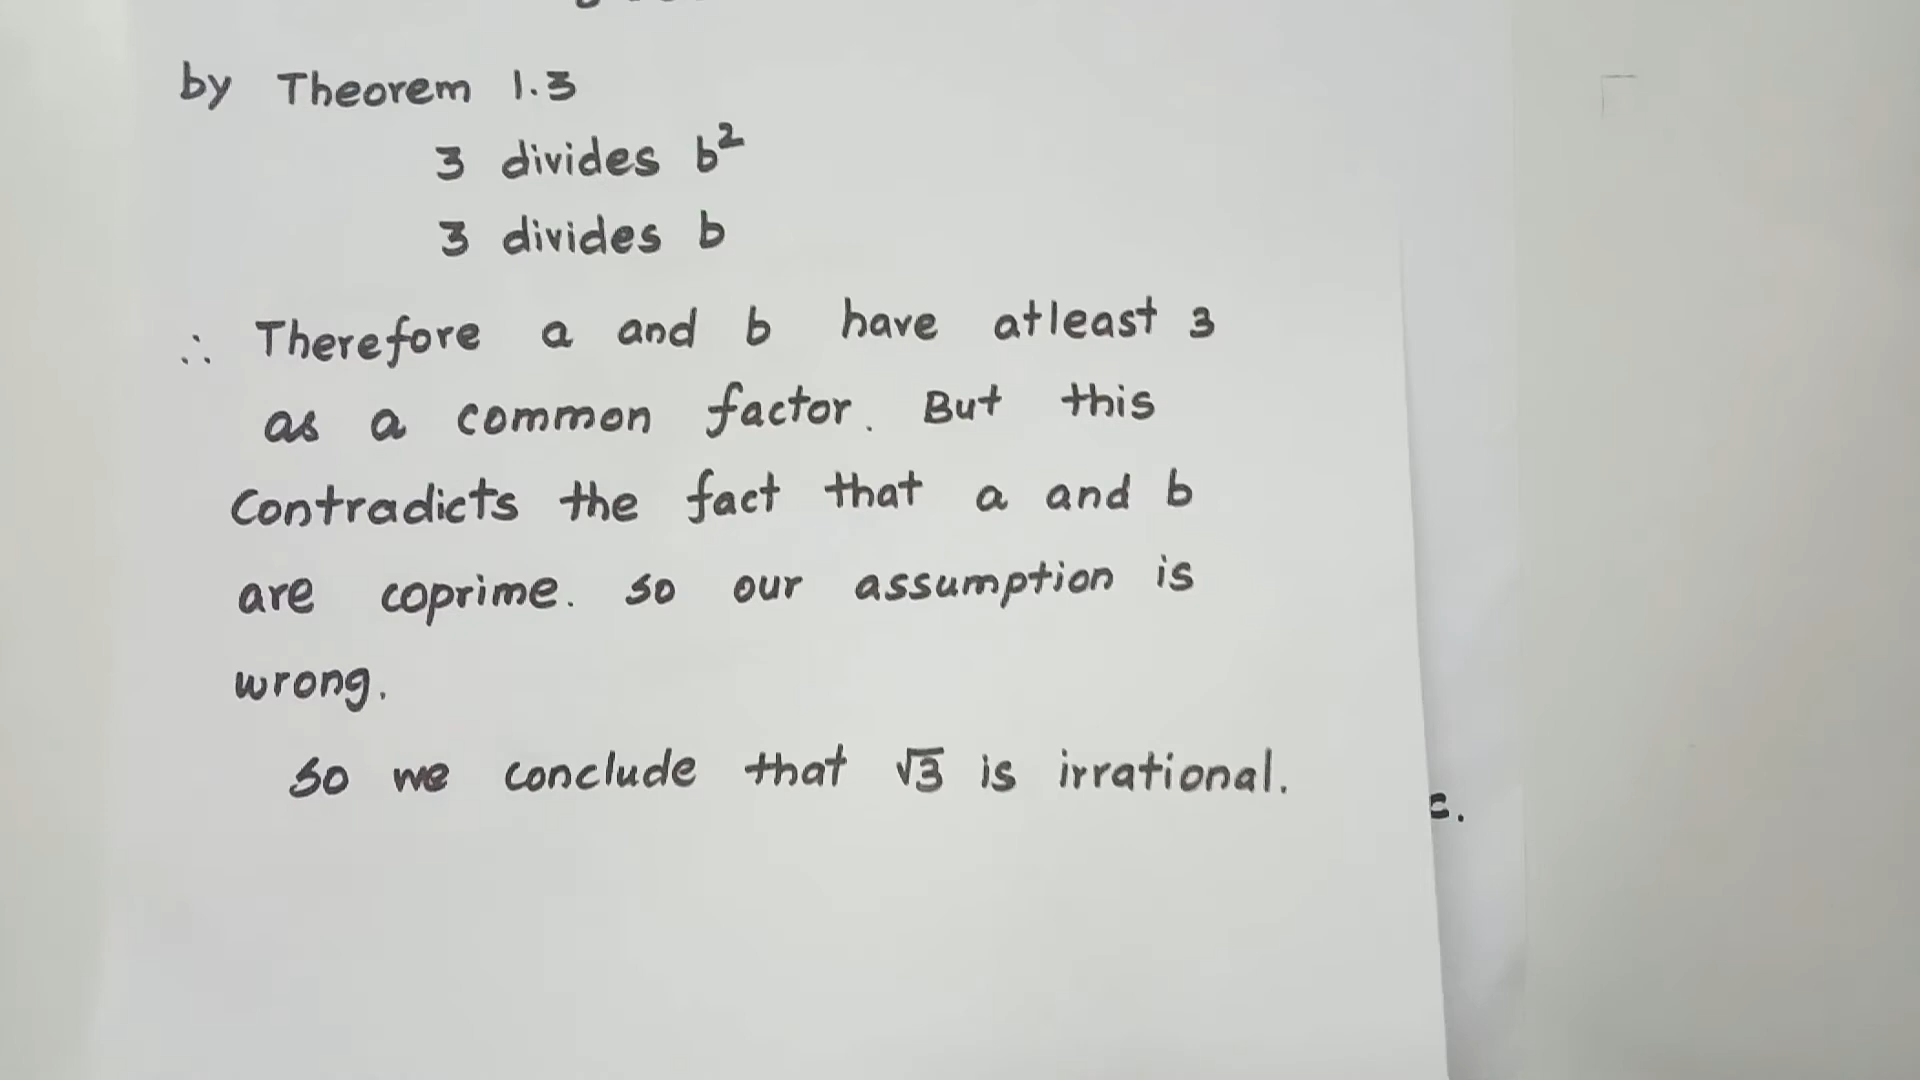 by Theorem 1.3
3 divides b²
3 divides b
∴ Therefore a and b have atleast 3
as a common factor. But this
Contradicts the fact that a and b
are coprime. so our assumption is
wrong.
So we conclude that √3 is irrational.